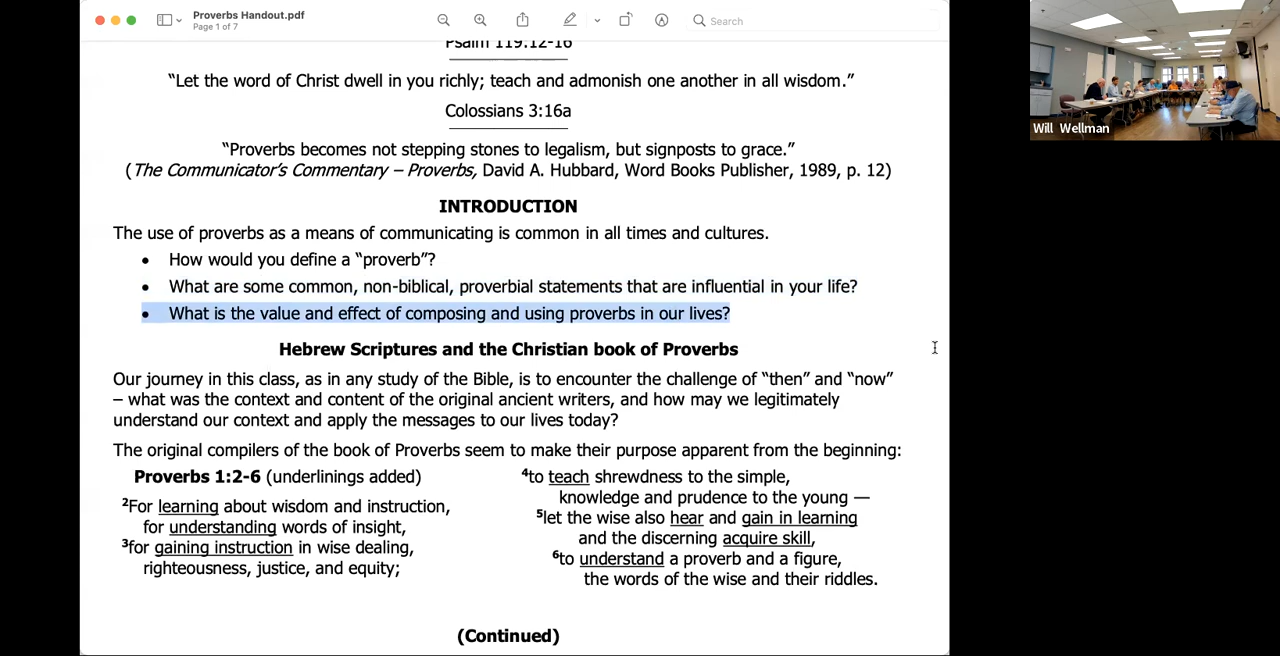 Proverbs Handout.pdf
Page 1 of 7
Search
Psalm 119:12-16
“Let the word of Christ dwell in you richly; teach and admonish one another in all wisdom.”
Colossians 3:16a
“Proverbs becomes not stepping stones to legalism, but signposts to grace.”
(The Communicator’s Commentary – Proverbs, David A. Hubbard, Word Books Publisher, 1989, p. 12)
INTRODUCTION
The use of proverbs as a means of communicating is common in all times and cultures.
• How would you define a “proverb”?
• What are some common, non-biblical, proverbial statements that are influential in your life?
• What is the value and effect of composing and using proverbs in our lives?
Hebrew Scriptures and the Christian book of Proverbs
Our journey in this class, as in any study of the Bible, is to encounter the challenge of “then” and “now”
– what was the context and content of the original ancient writers, and how may we legitimately
understand our context and apply the messages to our lives today?
The original compilers of the book of Proverbs seem to make their purpose apparent from the beginning:
Proverbs 1:2-6 (underlinings added)
2For learning about wisdom and instruction,
for understanding words of insight,
3for gaining instruction in wise dealing,
righteousness, justice, and equity;
4to teach shrewdness to the simple,
knowledge and prudence to the young —
5let the wise also hear and gain in learning
and the discerning acquire skill,
6to understand a proverb and a figure,
the words of the wise and their riddles.
(Continued)
Will Wellman